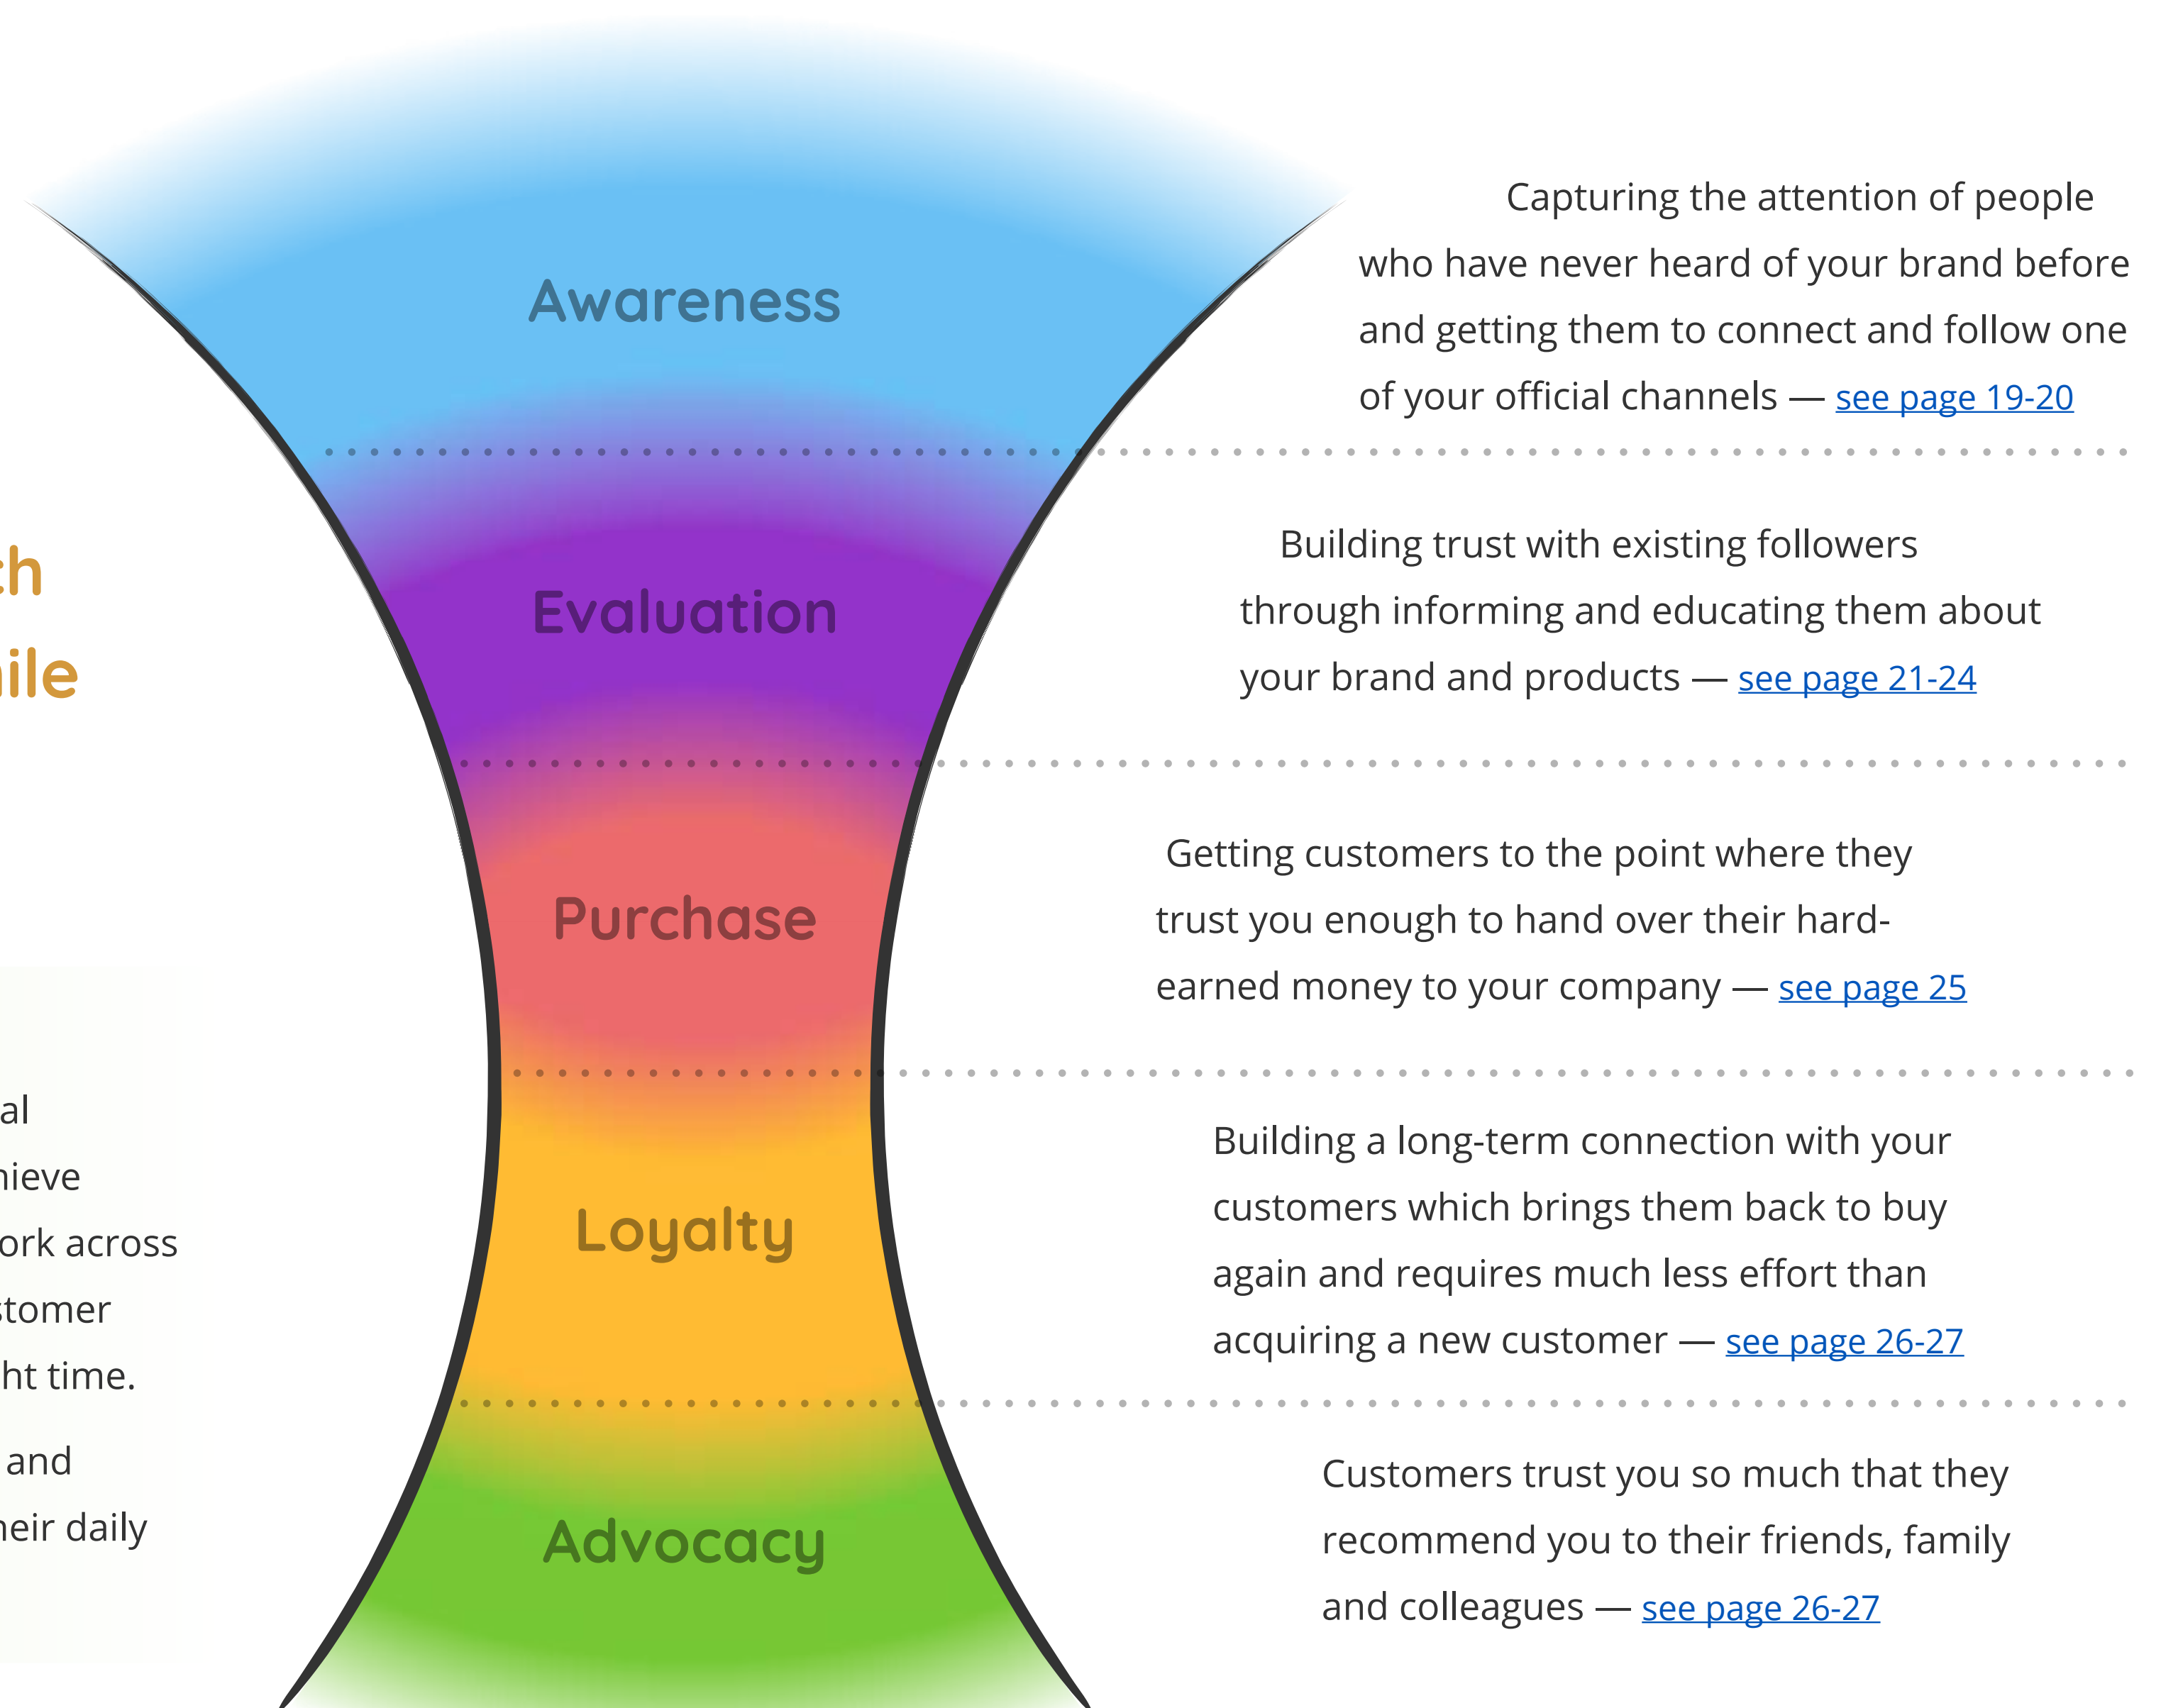 Awareness
Capturing the attention of people
who have never heard of your brand before
and getting them to connect and follow one
of your official channels — see page 19-20
Evaluation
Building trust with existing followers
through informing and educating them about
your brand and products — see page 21-24
Purchase
Getting customers to the point where they
trust you enough to hand over their hard-
earned money to your company — see page 25
Loyalty
Building a long-term connection with your
customers which brings them back to buy
again and requires much less effort than
acquiring a new customer — see page 26-27
Advocacy
Customers trust you so much that they
recommend you to their friends, family
and colleagues — see page 26-27
across
time.
and
daily